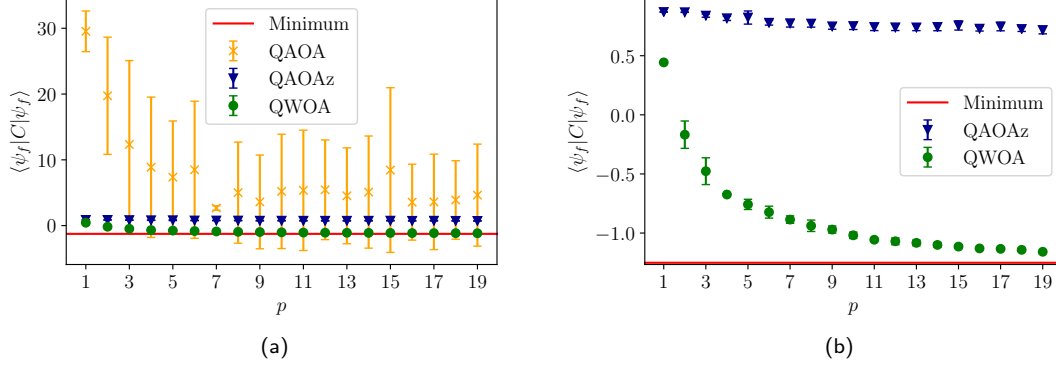 30
20
10
0
⟨ψ_f|C|ψ_f⟩
Minimum
QAOA
QAOAz
QWOA
1 3 5 7 9 11 13 15 17 19
p
(a)
0.5
0.0
−0.5
−1.0
⟨ψ_f|C|ψ_f⟩
Minimum
QAOAz
QWOA
1 3 5 7 9 11 13 15 17 19
p
(b)